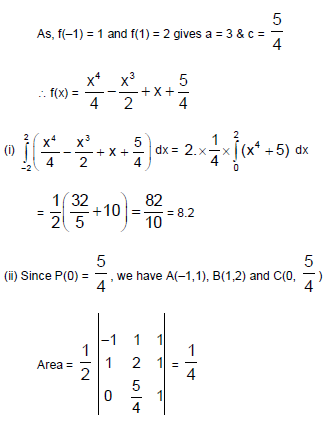 As, f(–1) = 1 and f(1) = 2 gives a = 3 & c = 5/4
∴ f(x) = x⁴/4 − x³/2 + x + 5/4
(i) ∫₋₂² (x⁴/4 − x³/2 + x + 5/4) dx = 2.×1/4×∫₀² (x⁴ + 5) dx
= 1/2(32/5 + 10) = 82/10 = 8.2
(ii) Since P(0) = 5/4, we have A(–1,1), B(1,2) and C(0, 5/4)
Area = 1/2 |−1 1 1|
|1 2 1|
|0 5/4 1| = 1/4